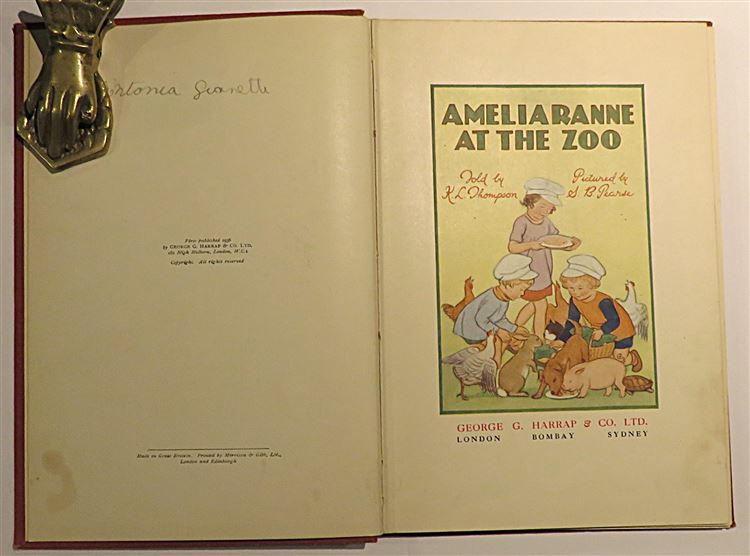 First published 1936
by GEORGE G. HARRAP & CO. LTD.
182 High Holborn, London, W.C.1
Copyright. All rights reserved
Made in Great Britain. Printed by Morrison & Gibb, Ltd.,
London and Edinburgh
AMELIARANNE
AT THE ZOO
Told by
K. L. Thompson
Pictured by
S. B. Pearse
GEORGE G. HARRAP & CO. LTD.
LONDON BOMBAY SYDNEY